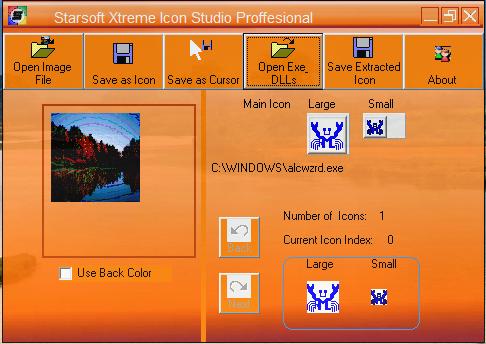 Starsoft Xtreme Icon Studio Proffesional
Open Image
File
Save as Icon
Save as Cursor
Open Exe,
DLLs
Save Extracted
Icon
About
Main Icon Large Small
C:\WINDOWS\alcwzrd.exe
Back
Number of Icons: 1
Current Icon Index: 0
Use Back Color
Next
Large Small